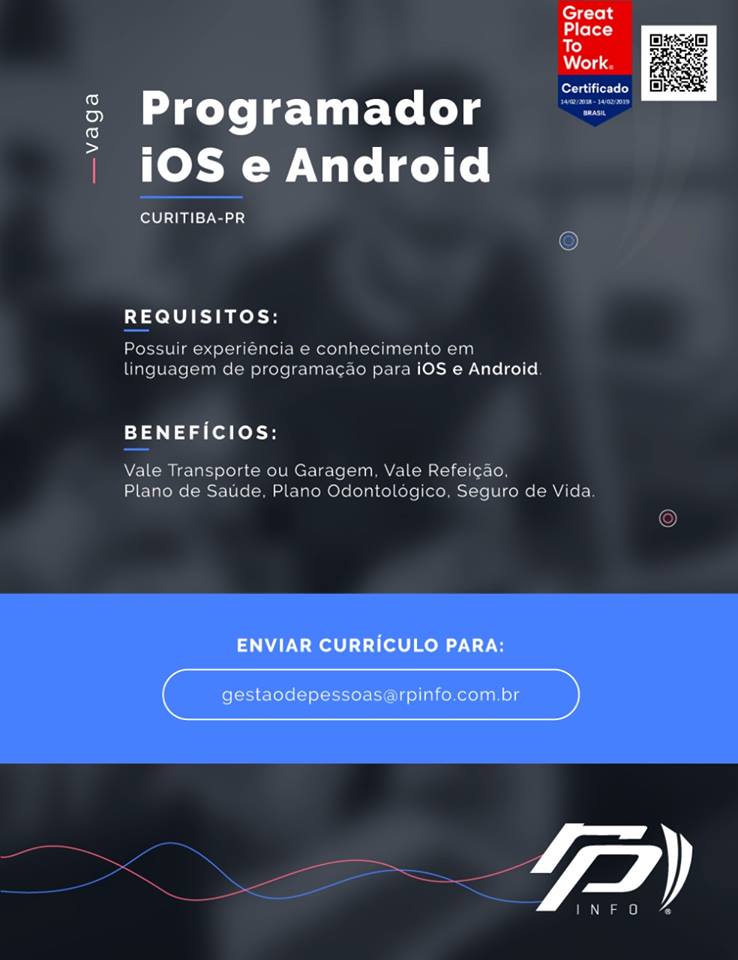 Great
Place
To
Work®
Certificado
14/02/2018 - 14/02/2019
BRASIL
vaga
Programador
iOS e Android
CURITIBA-PR
REQUISITOS:
Possuir experiência e conhecimento em
linguagem de programação para iOS e Android.
BENEFÍCIOS:
Vale Transporte ou Garagem, Vale Refeição,
Plano de Saúde, Plano Odontológico, Seguro de Vida.
ENVIAR CURRÍCULO PARA:
gestaodepessoas@rpinfo.com.br
rp
INFO ®